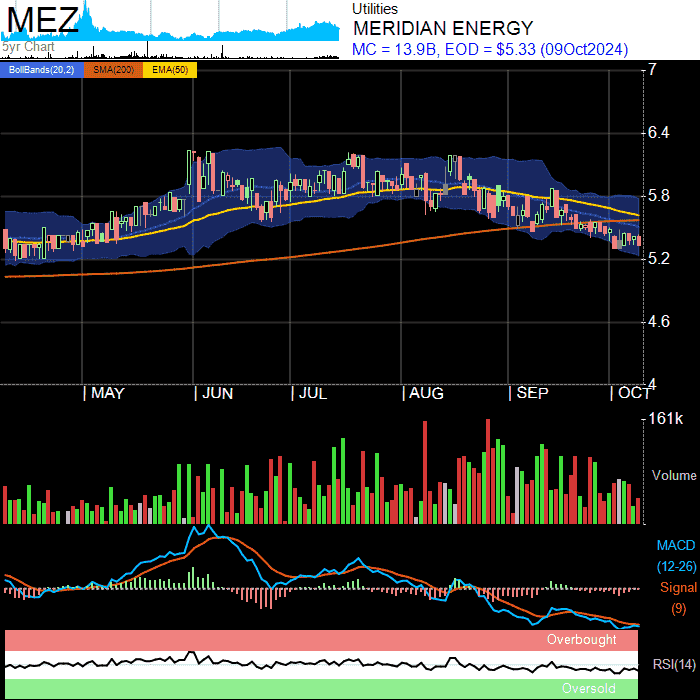 MEZ
5yr Chart
Utilities
MERIDIAN ENERGY
MC = 13.9B, EOD = $5.33 (09Oct2024)
BollBands(20,2) SMA(200) EMA(50)
7
6.4
5.8
5.2
4.6
4
MAY JUN JUL AUG SEP OCT
161k
Volume
MACD
(12-26)
Signal
(9)
Overbought
RSI(14)
Oversold